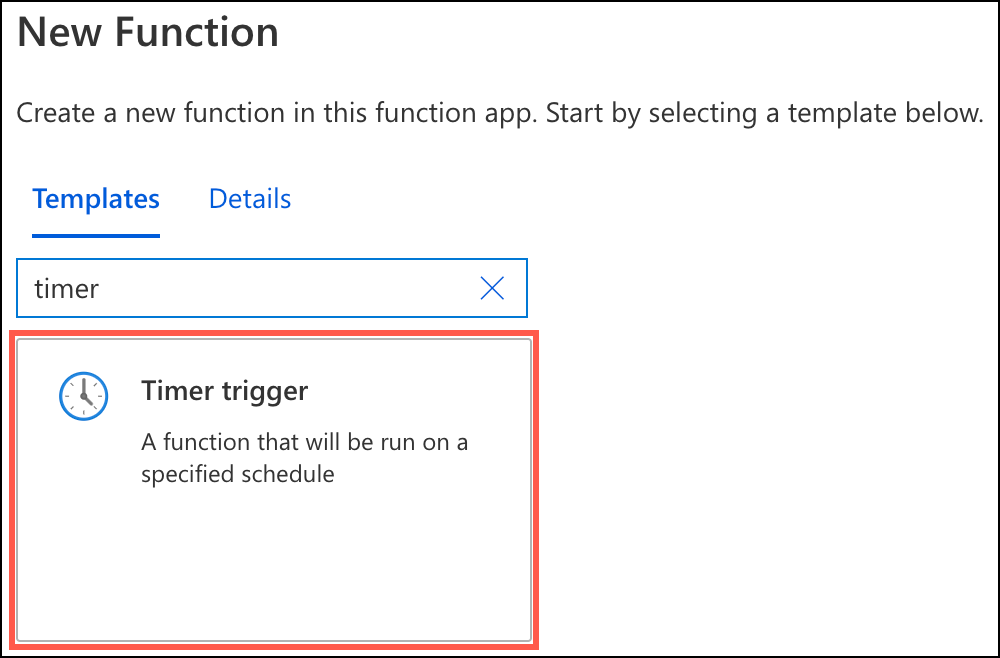 New Function
Create a new function in this function app. Start by selecting a template below.
Templates Details
timer
Timer trigger
A function that will be run on a
specified schedule